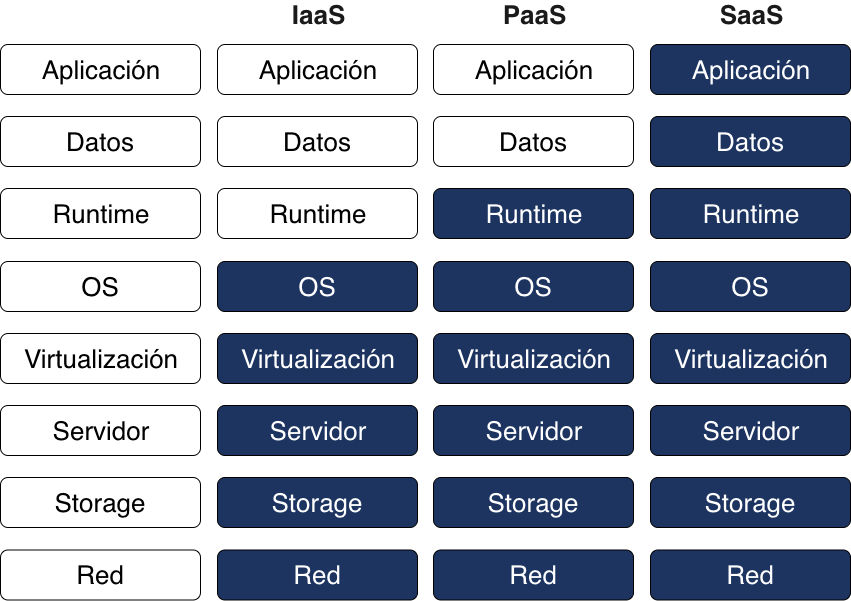 IaaS PaaS SaaS
Aplicación Aplicación Aplicación Aplicación
Datos Datos Datos Datos
Runtime Runtime Runtime Runtime
OS OS OS OS
Virtualización Virtualización Virtualización Virtualización
Servidor Servidor Servidor Servidor
Storage Storage Storage Storage
Red Red Red Red